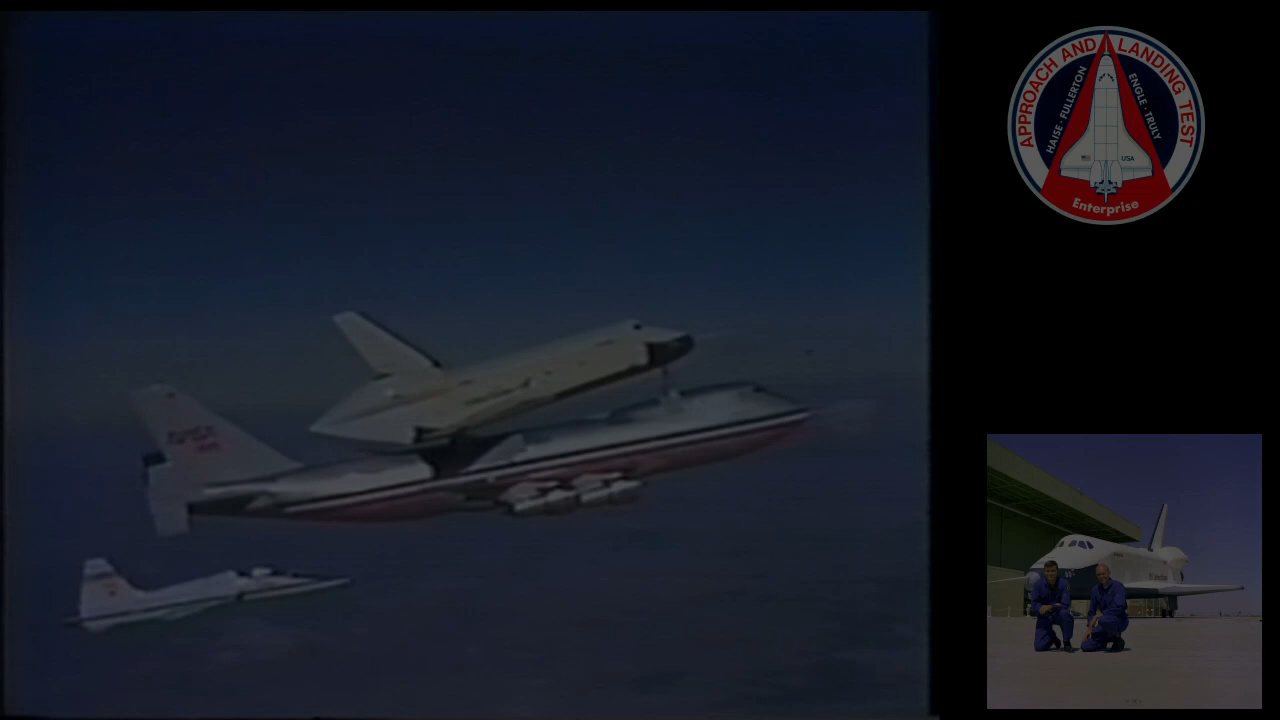 APPROACH AND LANDING TEST
HAISE · FULLERTON
ENGLE · TRULY
USA
Enterprise